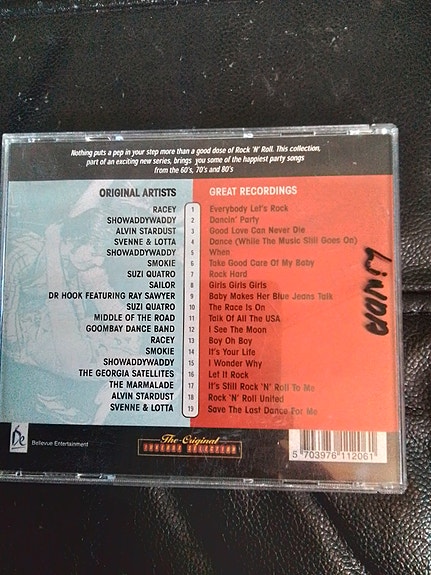 Nothing puts a pep in your step more than a good dose of Rock 'N' Roll. This collection,
part of an exciting new series, brings you some of the happiest party songs
from the 60's, 70's and 80's
ORIGINAL ARTISTS GREAT RECORDINGS
RACEY 1 Everybody Let's Rock
SHOWADDYWADDY 2 Dancin' Party
ALVIN STARDUST 3 Good Love Can Never Die
SVENNE & LOTTA 4 Dance (While The Music Still Goes On)
SHOWADDYWADDY 5 When
SMOKIE 6 Take Good Care Of My Baby
SUZI QUATRO 7 Rock Hard
SAILOR 8 Girls Girls Girls
DR HOOK FEATURING RAY SAWYER 9 Baby Makes Her Blue Jeans Talk
SUZI QUATRO 10 The Race Is On
MIDDLE OF THE ROAD 11 Talk Of All The USA
GOOMBAY DANCE BAND 12 I See The Moon
RACEY 13 Boy Oh Boy
SMOKIE 14 It's Your Life
SHOWADDYWADDY 15 I Wonder Why
THE GEORGIA SATELLITES 16 Let It Rock
THE MARMALADE 17 It's Still Rock 'N' Roll To Me
ALVIN STARDUST 18 Rock 'N' Roll United
SVENNE & LOTTA 19 Save The Last Dance For Me
Be Bellevue Entertainment
The Original
JUKEBOX SELECTION
5 703976 112061